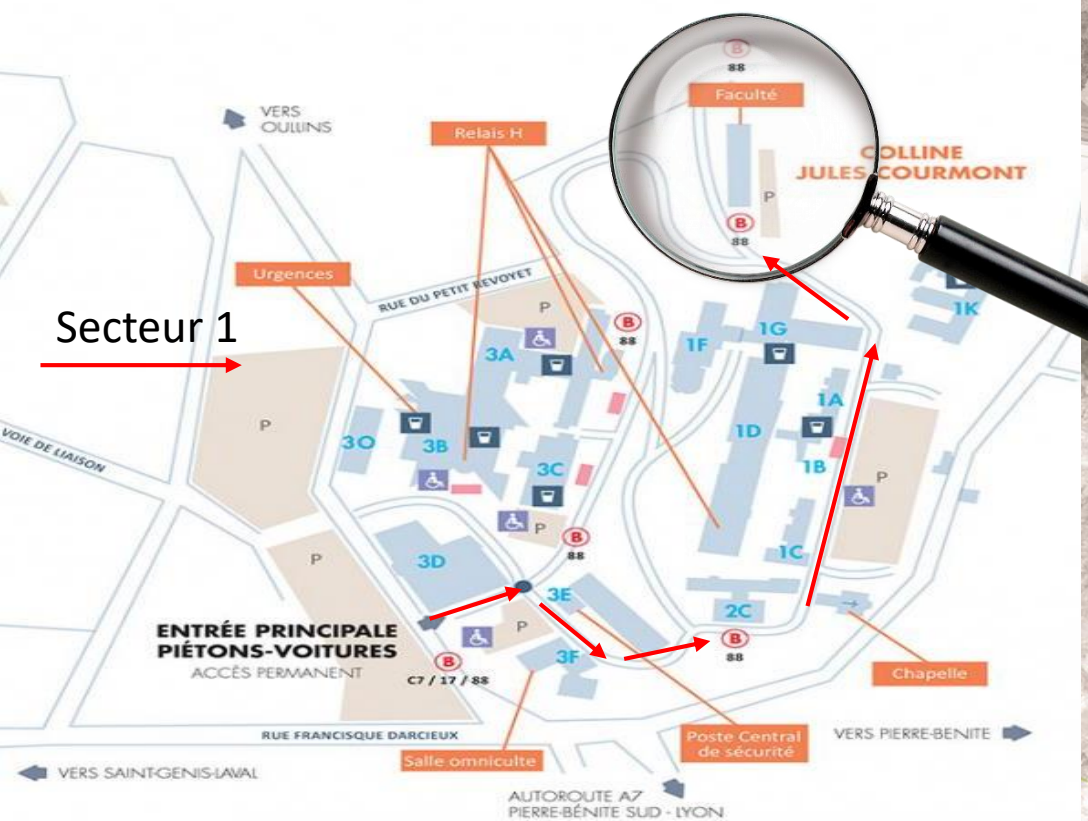 B
88
Faculté
VERS
OULLINS
Relais H
COLLINE
JULES COURMONT
P
B
88
Urgences
RUE DU PETIT REVOYET
P
1K
Secteur 1
B
88
1G
1F
3A
1A
P
3O
3B
1D
VOIE DE LIAISON
3C
1B
P
P
B
88
P
3D
1C
3E
2C
P
ENTRÉE PRINCIPALE
PIÉTONS-VOITURES
ACCÈS PERMANENT
B
88
3F
B
C7 / 17 / 88
Chapelle
RUE FRANCISQUE DARCIEUX
Salle omniculte
Poste Central
de sécurité
VERS PIERRE-BENITE
VERS SAINT-GENIS-LAVAL
AUTOROUTE A7
PIERRE-BÉNITE SUD - LYON